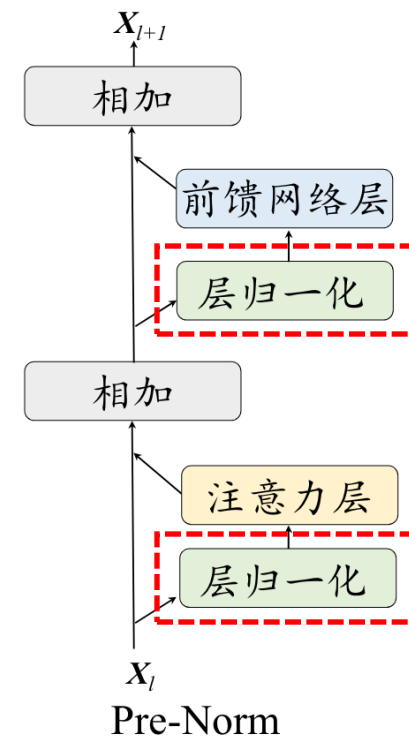 X_{l+1}
相加
前馈网络层
层归一化
相加
注意力层
层归一化
X_l
Pre-Norm